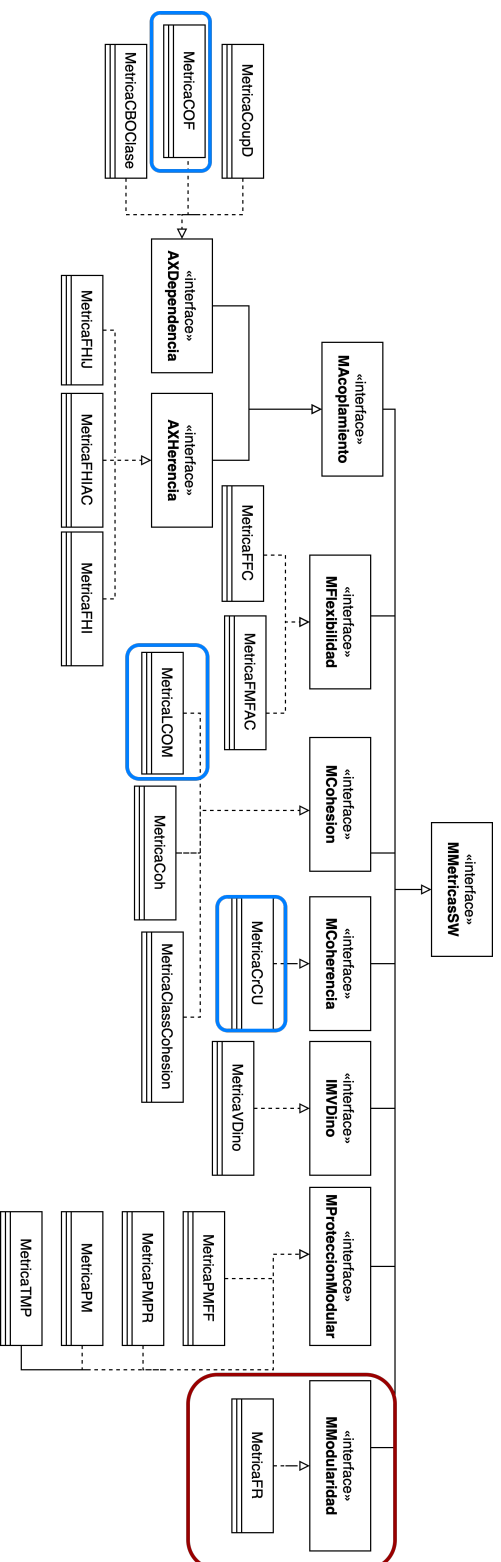 «interface»
MMetricasSW
«interface»
MAcoplamiento
«interface»
MFlexibilidad
«interface»
MCohesion
«interface»
MCoherencia
«interface»
IMVDino
«interface»
MProteccionModular
«interface»
MModularidad
«interface»
AXDependencia
«interface»
AXHerencia
MetricaCoupD
MetricaCOF
MetricaCBOClase
MetricaFHIJ
MetricaFHIAC
MetricaFHI
MetricaFFC
MetricaFMFAC
MetricaLCOM
MetricaCoh
MetricaClassCohesion
MetricaCrCU
MetricaVDino
MetricaPMFF
MetricaPMPR
MetricaPM
MetricaTMP
MetricaFR